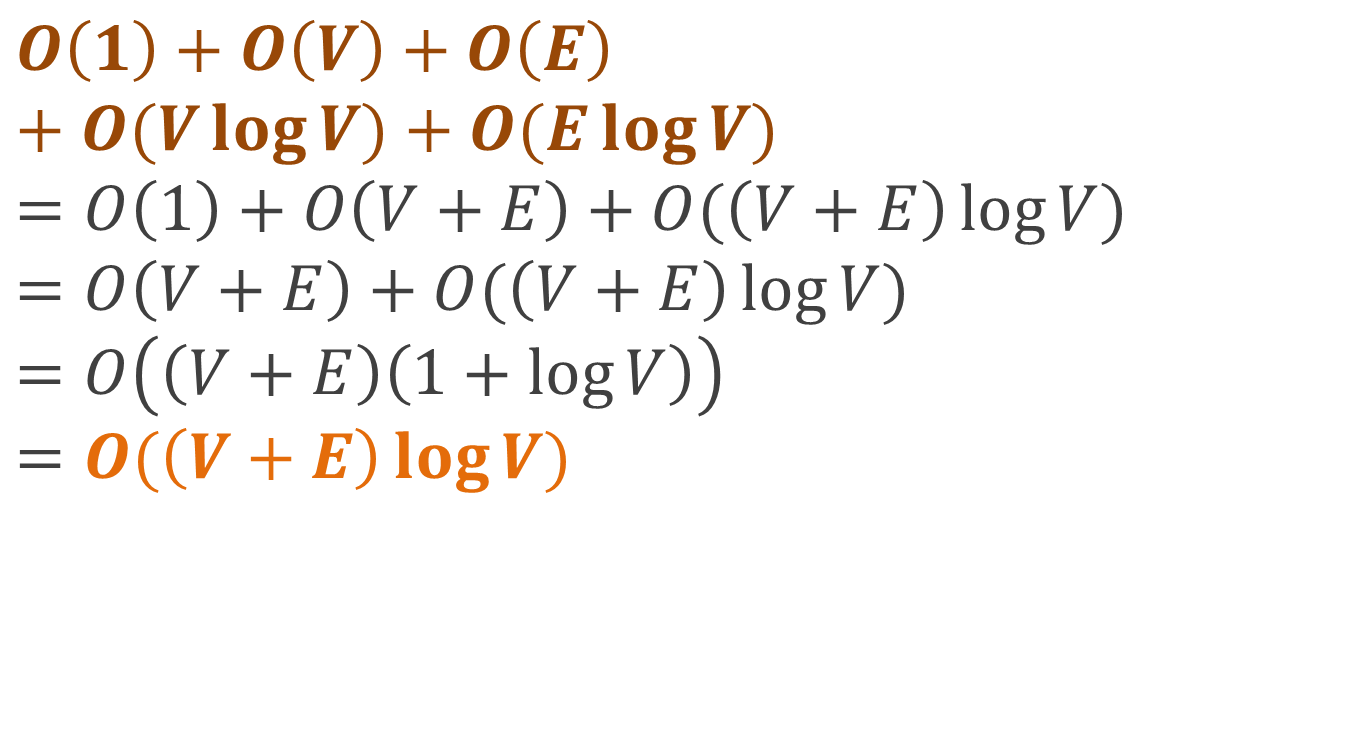 O(1) + O(V) + O(E)
+ O(V log V) + O(E log V)
= O(1) + O(V + E) + O((V + E) log V)
= O(V + E) + O((V + E) log V)
= O((V + E)(1 + log V))
= O((V + E) log V)